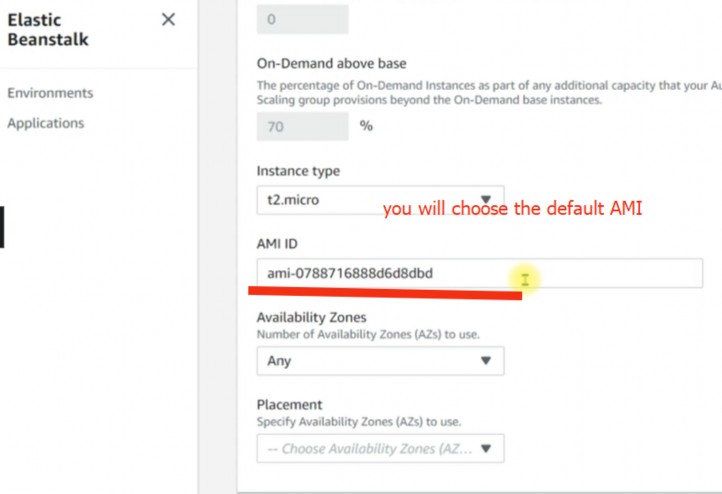 Elastic
Beanstalk
Environments
Applications
0
On-Demand above base
The percentage of On-Demand Instances as part of any additional capacity that your Au
Scaling group provisions beyond the On-Demand base instances.
70 %
Instance type
t2.micro
you will choose the default AMI
AMI ID
ami-0788716888d6d8dbd
Availability Zones
Number of Availability Zones (AZs) to use.
Any
Placement
Specify Availability Zones (AZs) to use.
-- Choose Availability Zones (AZ...